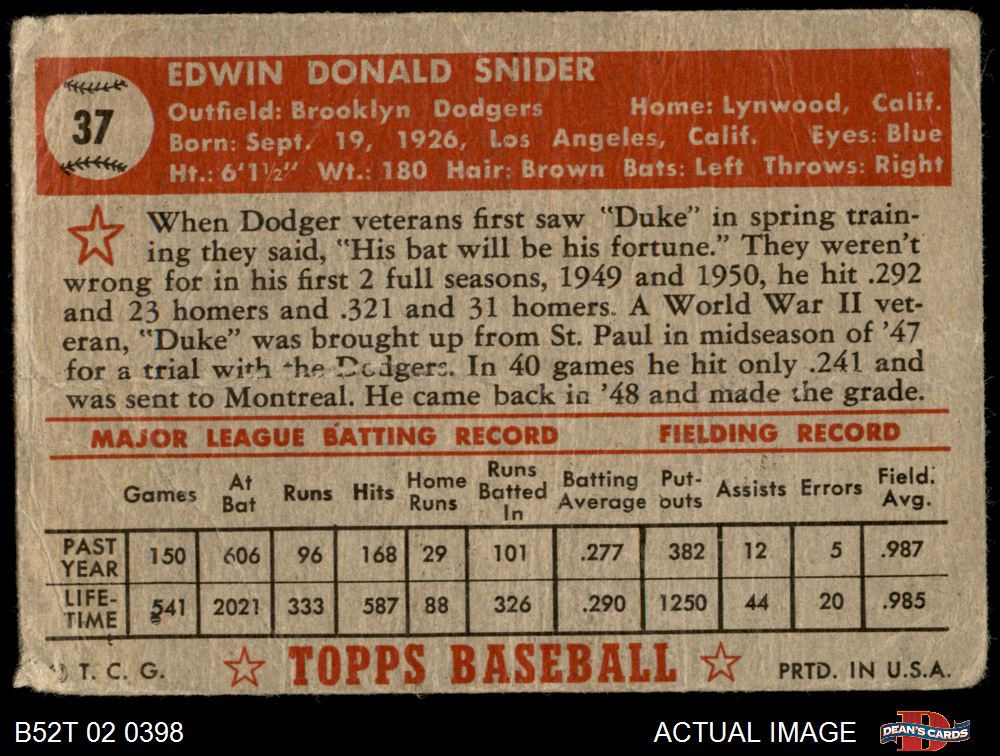 37
EDWIN DONALD SNIDER
Outfield: Brooklyn Dodgers Home: Lynwood, Calif.
Born: Sept. 19, 1926, Los Angeles, Calif. Eyes: Blue
Ht.: 6'1½" Wt.: 180 Hair: Brown Bats: Left Throws: Right
When Dodger veterans first saw "Duke" in spring train-
ing they said, "His bat will be his fortune." They weren't
wrong for in his first 2 full seasons, 1949 and 1950, he hit .292
and 23 homers and .321 and 31 homers. A World War II vet-
eran, "Duke" was brought up from St. Paul in midseason of '47
for a trial with the Dodgers. In 40 games he hit only .241 and
was sent to Montreal. He came back in '48 and made the grade.
MAJOR LEAGUE BATTING RECORD FIELDING RECORD
Games At Bat Runs Hits Home Runs Runs Batted In Batting Average Put-outs Assists Errors Field. Avg.
PAST YEAR 150 606 96 168 29 101 .277 382 12 5 .987
LIFE-TIME 541 2021 333 587 88 326 .290 1250 44 20 .985
T. C. G. TOPPS BASEBALL PRTD. IN U.S.A.
B52T 02 0398 ACTUAL IMAGE DEAN'S CARDS